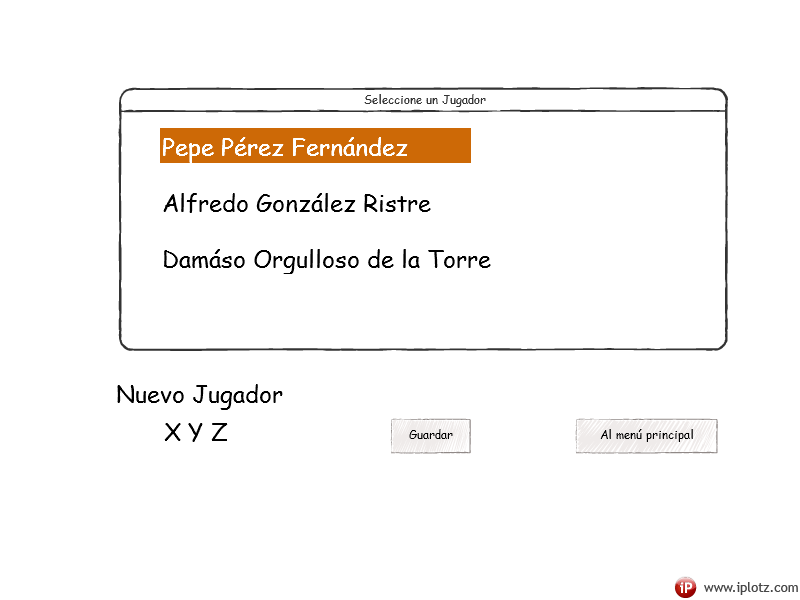 Seleccione un Jugador
Pepe Pérez Fernández
Alfredo González Ristre
Damáso Orgulloso de la Torre
Nuevo Jugador
X Y Z
Guardar
Al menú principal
iP www.iplotz.com